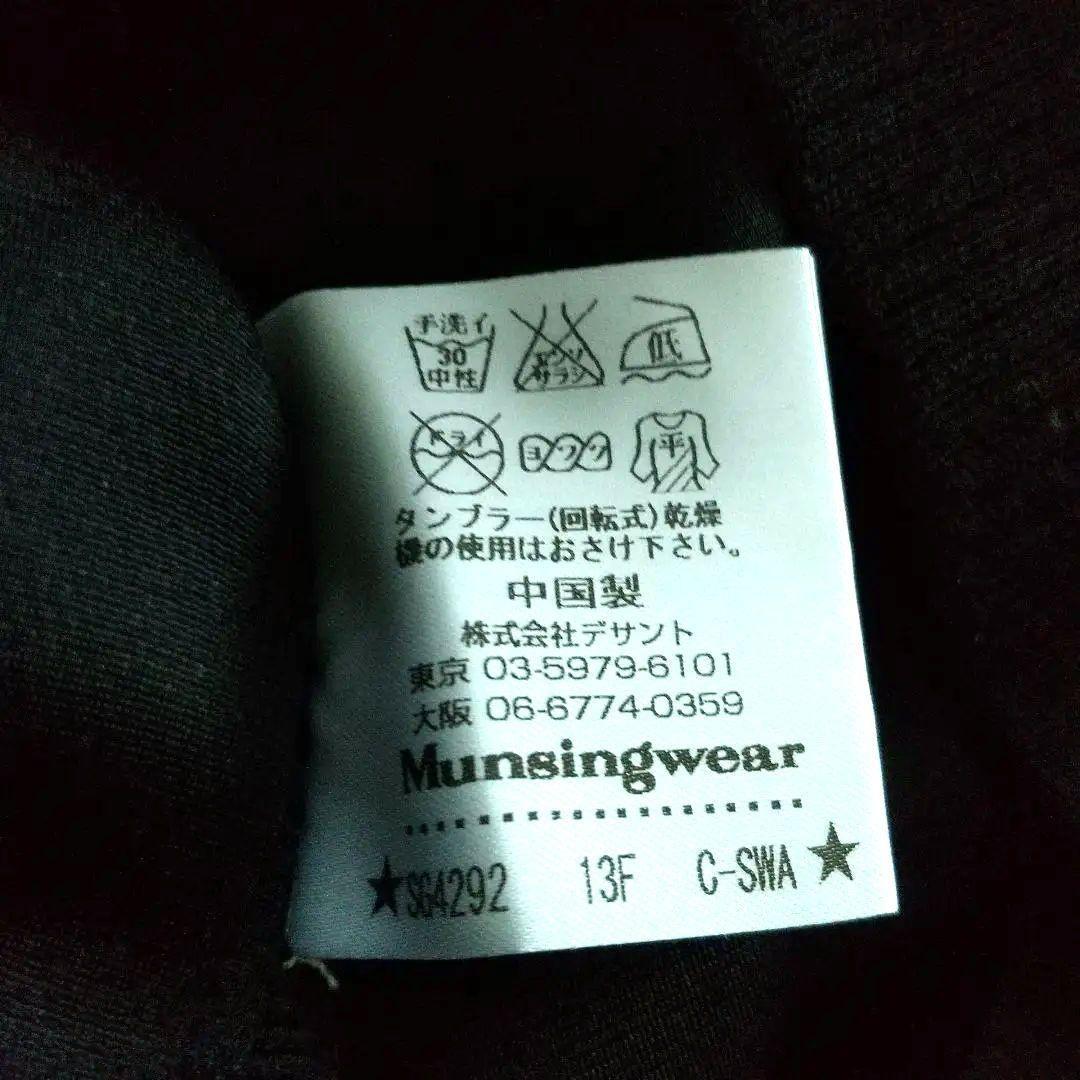 手洗イ
30
中性
エンソ
サラシ
低
ドライ
ヨワク
平
タンブラー(回転式)乾燥
機の使用はおさけ下さい。
中国製
株式会社デサント
東京 03-5979-6101
大阪 06-6774-0359
Munsingwear
★SG4292 13F C-SWA★